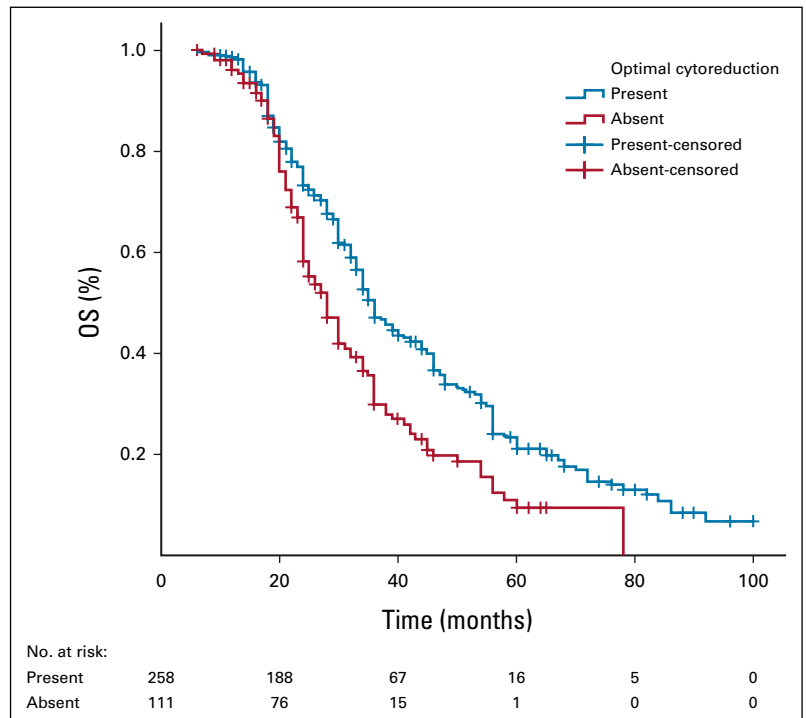 Optimal cytoreduction
Present
Absent
Present-censored
Absent-censored
OS (%)
1.0
0.8
0.6
0.4
0.2
0 20 40 60 80 100
Time (months)
No. at risk:
Present 258 188 67 16 5 0
Absent 111 76 15 1 0 0